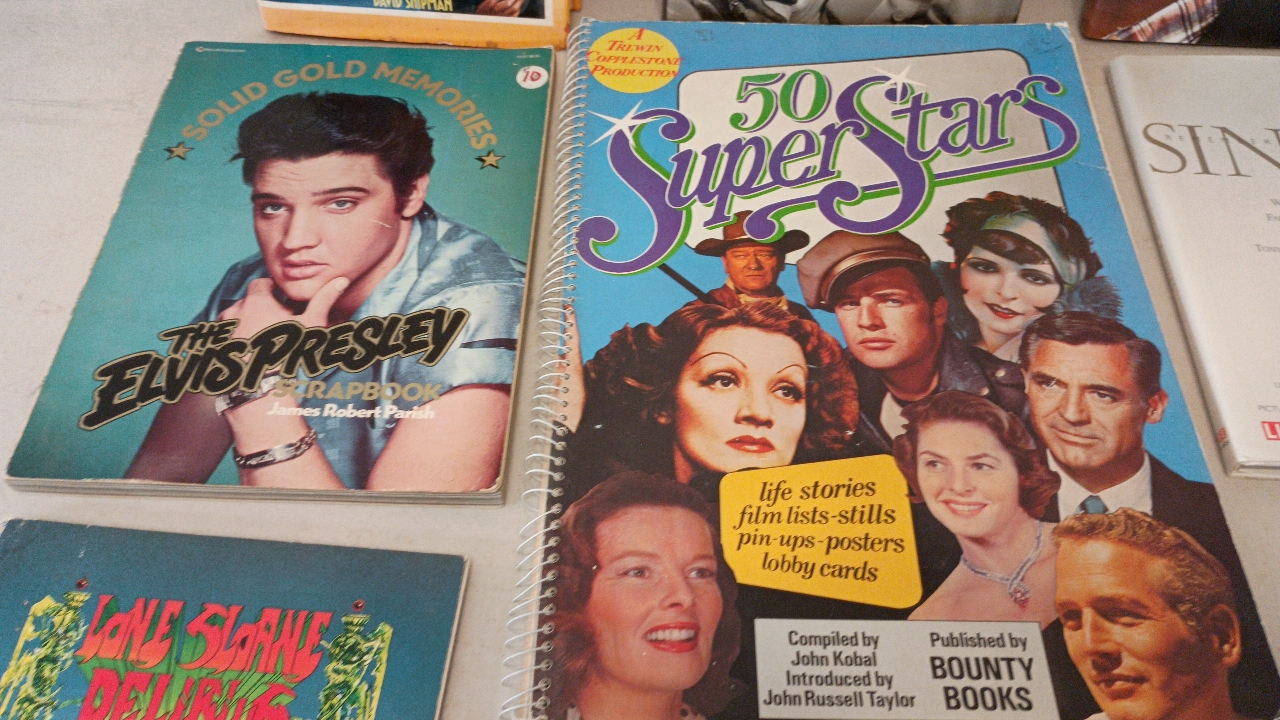 DAVID SHIPMAN
SOLID GOLD MEMORIES
10
THE
ELVIS PRESLEY
SCRAPBOOK
James Robert Parish
LONE SLOANE
DELIRIUS
A
TREWIN
COPPLESTONE
PRODUCTION
50
SuperStars
life stories
film lists-stills
pin-ups-posters
lobby cards
Compiled by
John Kobal
Introduced by
John Russell Taylor
Published by
BOUNTY
BOOKS
SIN